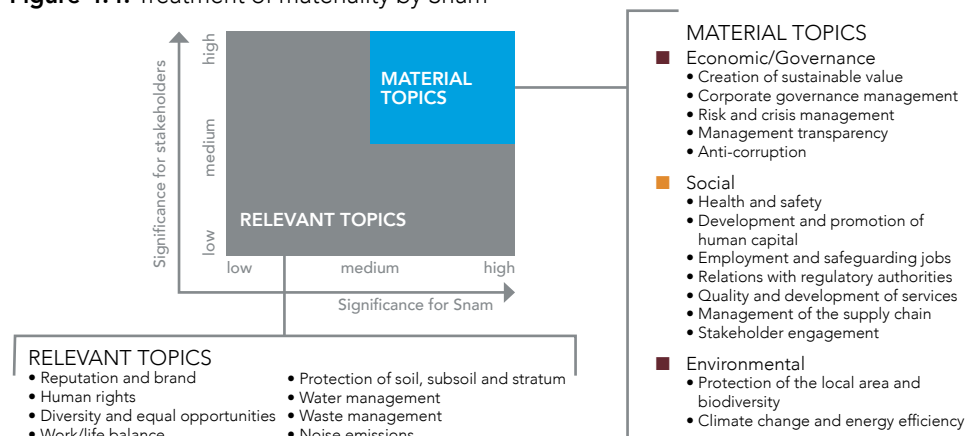 Figure 4.4. Treatment of materiality by Snam
Significance for stakeholders
high
medium
low
MATERIAL
TOPICS
RELEVANT TOPICS
low medium high
Significance for Snam
MATERIAL TOPICS
Economic/Governance
• Creation of sustainable value
• Corporate governance management
• Risk and crisis management
• Management transparency
• Anti-corruption
Social
• Health and safety
• Development and promotion of
human capital
• Employment and safeguarding jobs
• Relations with regulatory authorities
• Quality and development of services
• Management of the supply chain
• Stakeholder engagement
Environmental
• Protection of the local area and
biodiversity
• Climate change and energy efficiency
RELEVANT TOPICS
• Reputation and brand
• Human rights
• Diversity and equal opportunities
• Work/life balance
• Protection of soil, subsoil and stratum
• Water management
• Waste management
• Noise emissions